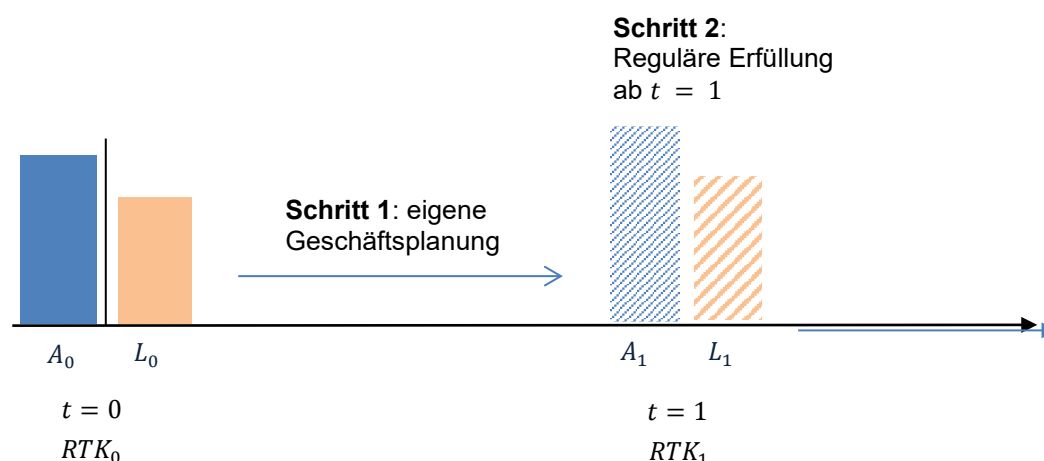 Schritt 2:
Reguläre Erfüllung
ab t = 1
Schritt 1: eigene
Geschäftsplanung
A₀ L₀ A₁ L₁
t = 0 t = 1
RTK₀ RTK₁